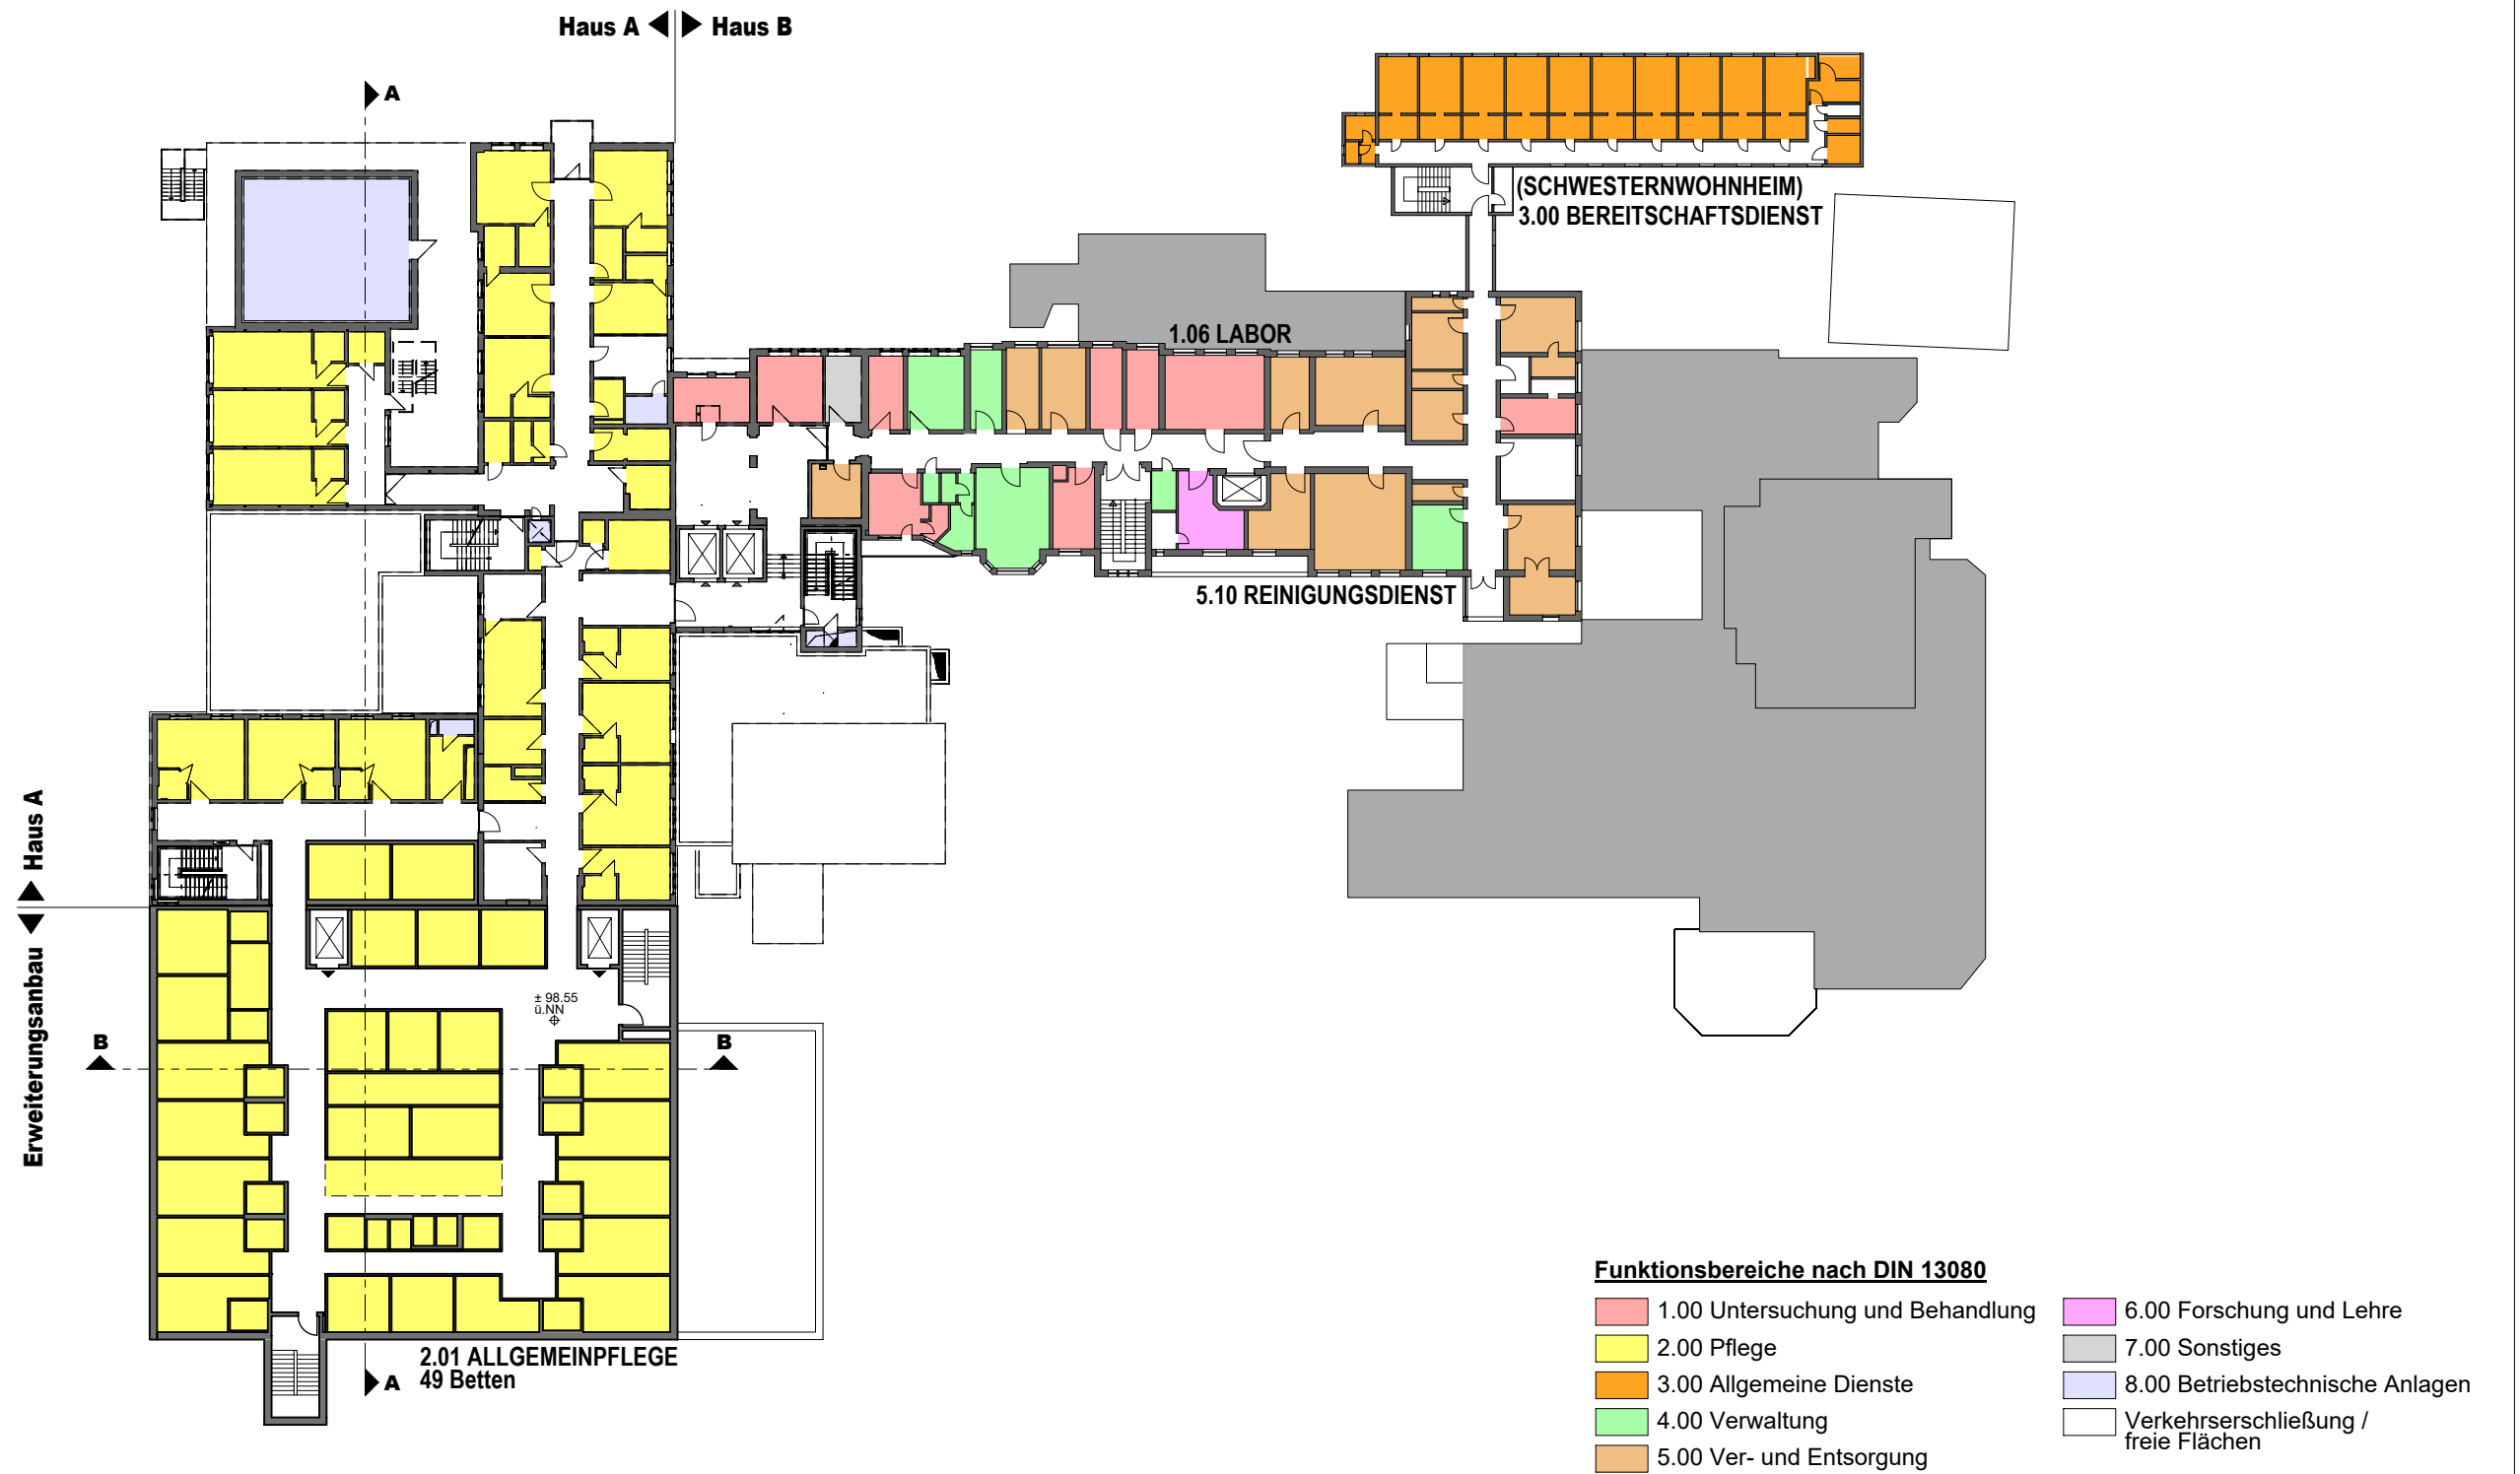 Haus A Haus B
A
(SCHWESTERNWOHNHEIM)
3.00 BEREITSCHAFTSDIENST
1.06 LABOR
5.10 REINIGUNGSDIENST
Haus A
Erweiterungsanbau
± 98.55
ü.NN
B
B
2.01 ALLGEMEINPFLEGE
49 Betten
A
Funktionsbereiche nach DIN 13080
1.00 Untersuchung und Behandlung
2.00 Pflege
3.00 Allgemeine Dienste
4.00 Verwaltung
5.00 Ver- und Entsorgung
6.00 Forschung und Lehre
7.00 Sonstiges
8.00 Betriebstechnische Anlagen
Verkehrserschließung /
freie Flächen